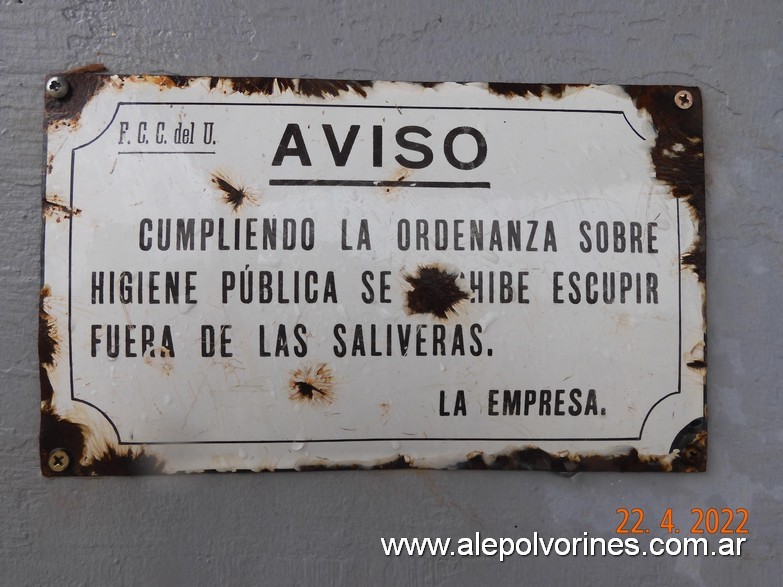 F. C. C. del U.
AVISO
CUMPLIENDO LA ORDENANZA SOBRE
HIGIENE PÚBLICA SE ESCUPIR
FUERA DE LAS SALIVERAS.
LA EMPRESA.
22. 4. 2022
www.alepolvorines.com.ar